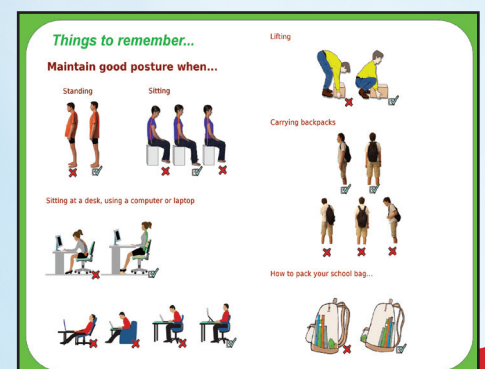 Things to remember...
Maintain good posture when...
Standing
Sitting
Sitting at a desk, using a computer or laptop
Lifting
Carrying backpacks
How to pack your school bag...